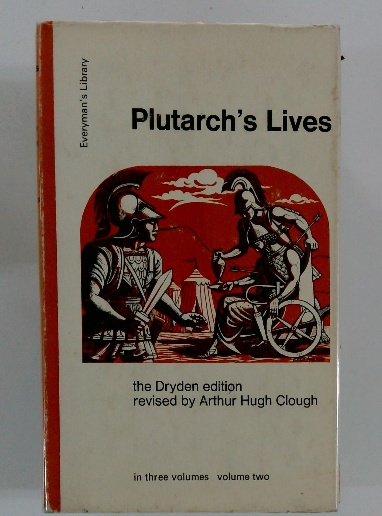 Everyman's Library
Plutarch's Lives
the Dryden edition
revised by Arthur Hugh Clough
in three volumes volume two